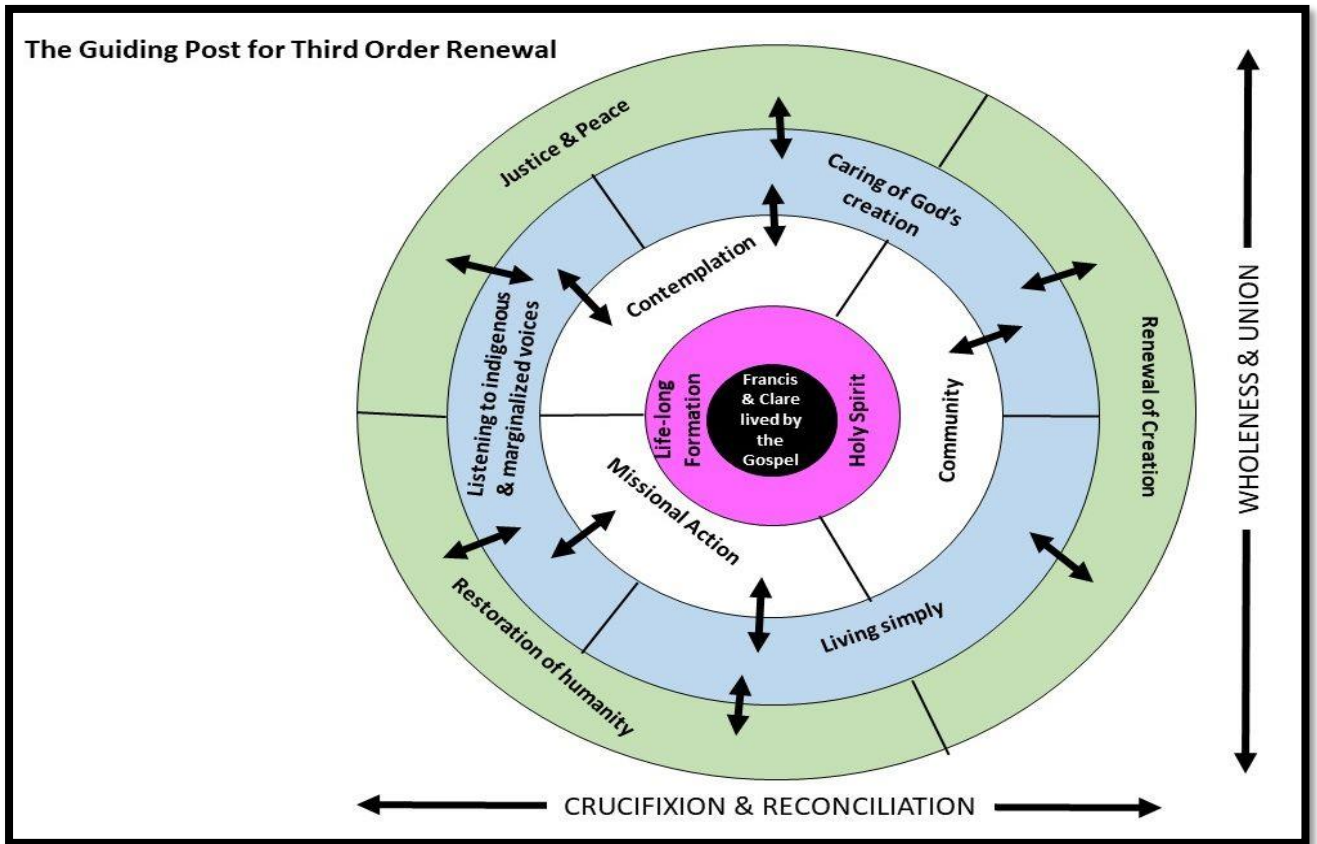 The Guiding Post for Third Order Renewal
Justice & Peace
Caring of God's
creation
Contemplation
Listening to indigenous
& marginalized voices
Life-long
Formation
Francis
& Clare
lived by
the
Gospel
Holy Spirit
Community
Renewal of Creation
WHOLENESS & UNION
Missional Action
Living simply
Restoration of humanity
CRUCIFIXION & RECONCILIATION